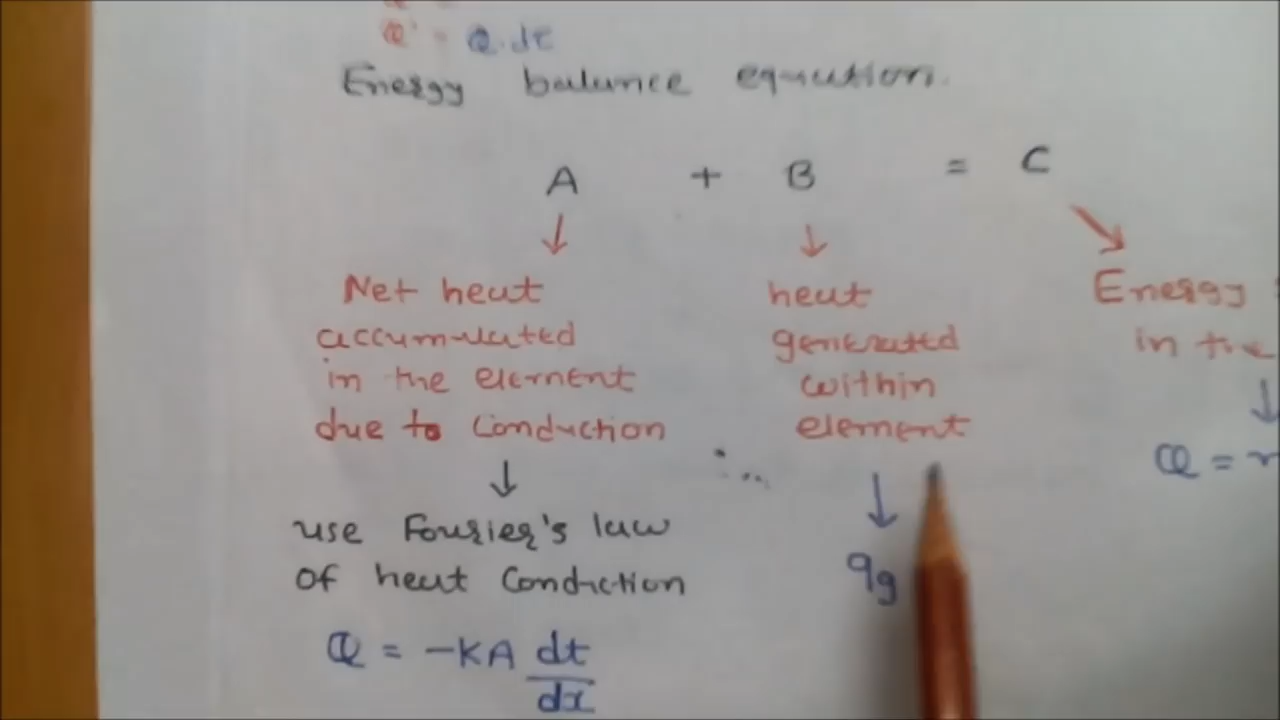 Q' = Q.dτ
Energy balance equation.
A + B = C
Net heat
accumulated
in the element
due to conduction
heat
generated
within
element
Energy
in the
Q =
use Fourier's law
of heat conduction
qg
Q = -KA dt/dx